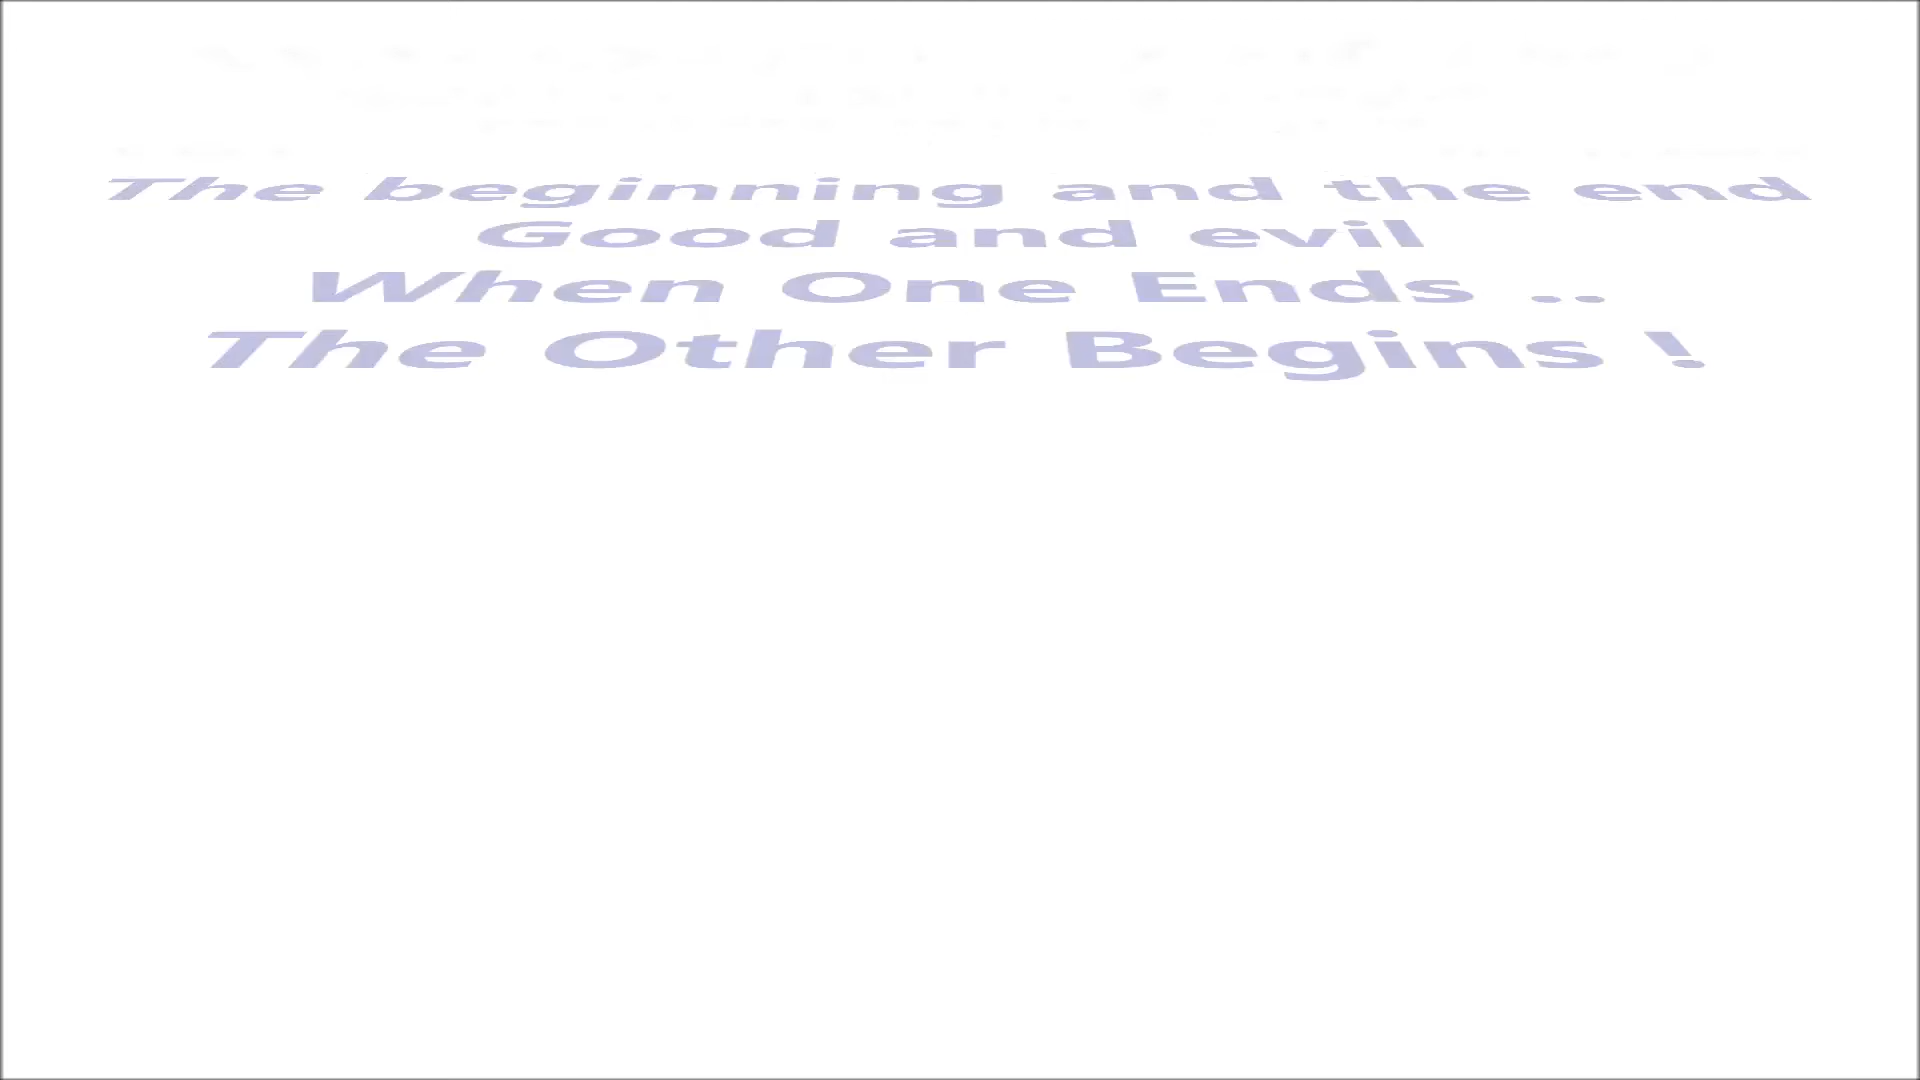 The beginning and the end
Good and evil
When One Ends ..
The Other Begins !